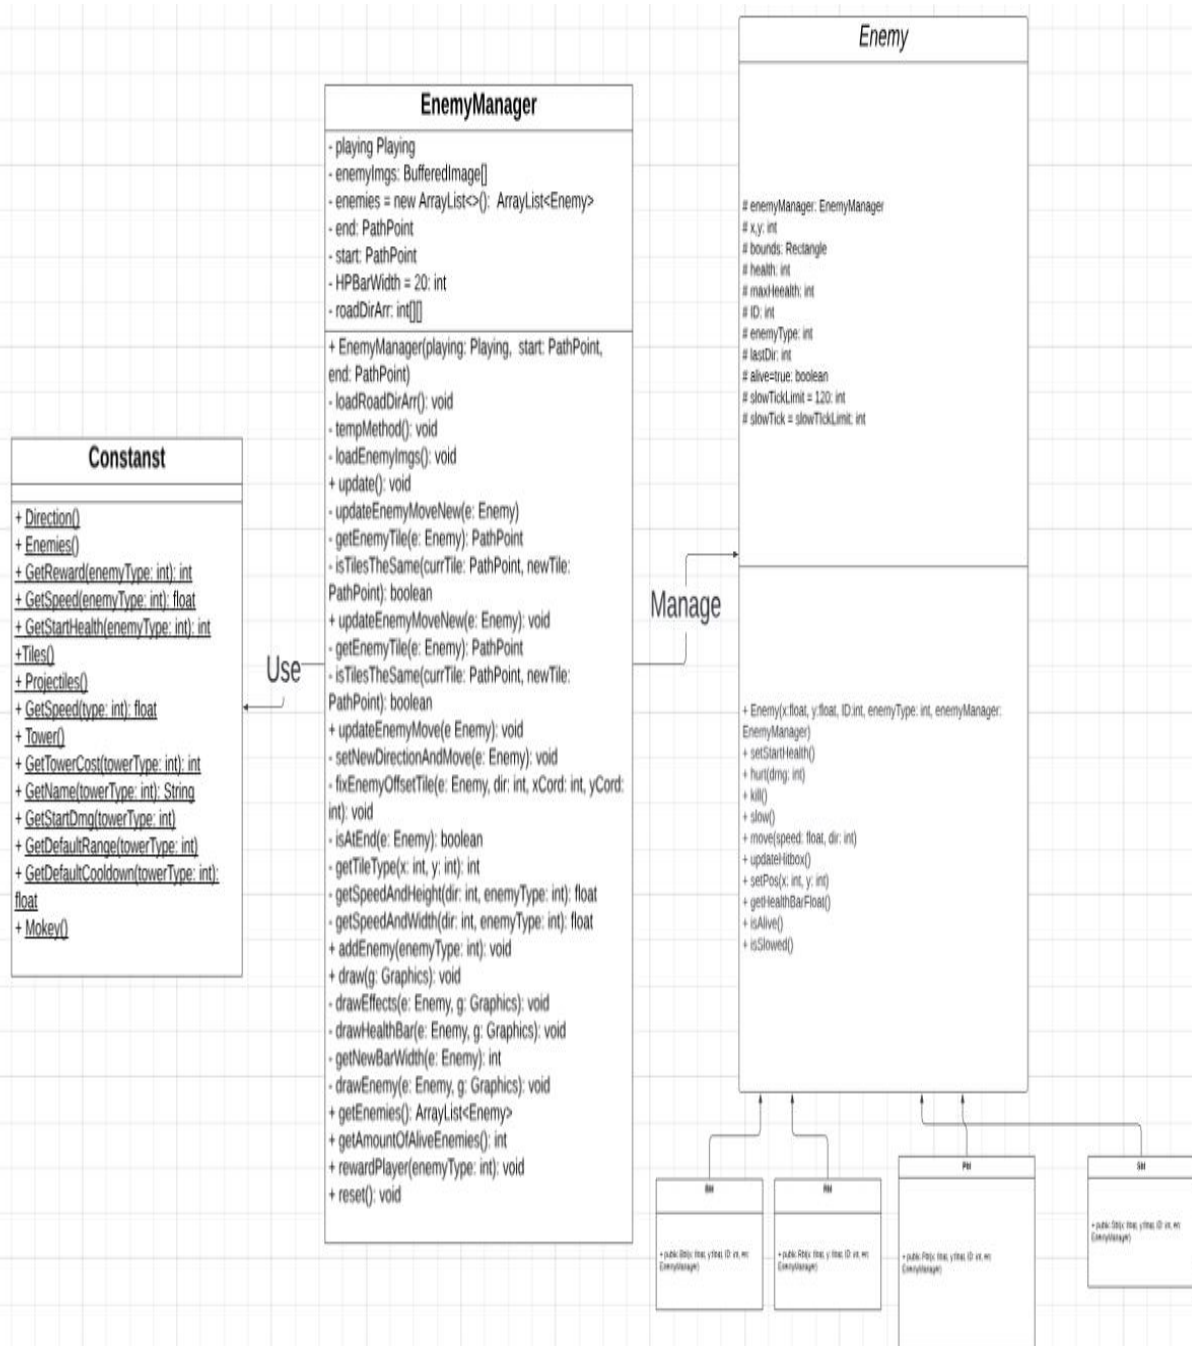 Enemy
# enemyManager: EnemyManager
# x,y: int
# bounds: Rectangle
# health: int
# maxHeealth: int
# ID: int
# enemyType: int
# lastDir: int
# alive=true: boolean
# slowTickLimit = 120: int
# slowTick = slowTickLimit: int
+ Enemy(x:float, y:float, ID:int, enemyType: int, enemyManager:
EnemyManager)
+ setStartHealth()
+ hurt(dmg: int)
+ kill()
+ slow()
+ move(speed: float, dir: int)
+ updateHitbox()
+ setPos(x: int, y: int)
+ getHealthBarFloat()
+ isAlive()
+ isSlowed()
EnemyManager
- playing Playing
- enemyImgs: BufferedImage[]
- enemies = new ArrayList<>(): ArrayList<Enemy>
- end: PathPoint
- start: PathPoint
- HPBarWidth = 20: int
- roadDirArr: int[][]
+ EnemyManager(playing: Playing, start: PathPoint,
end: PathPoint)
- loadRoadDirArr(): void
- tempMethod(): void
- loadEnemyImgs(): void
+ update(): void
- updateEnemyMoveNew(e: Enemy)
- getEnemyTile(e: Enemy): PathPoint
- isTilesTheSame(currTile: PathPoint, newTile:
PathPoint): boolean
+ updateEnemyMoveNew(e: Enemy): void
- getEnemyTile(e: Enemy): PathPoint
- isTilesTheSame(currTile: PathPoint, newTile:
PathPoint): boolean
+ updateEnemyMove(e Enemy): void
- setNewDirectionAndMove(e: Enemy): void
- fixEnemyOffsetTile(e: Enemy, dir: int, xCord: int, yCord:
int): void
- isAtEnd(e: Enemy): boolean
- getTileType(x: int, y: int): int
- getSpeedAndHeight(dir: int, enemyType: int): float
- getSpeedAndWidth(dir: int, enemyType: int): float
+ addEnemy(enemyType: int): void
+ draw(g: Graphics): void
- drawEffects(e: Enemy, g: Graphics): void
- drawHealthBar(e: Enemy, g: Graphics): void
- getNewBarWidth(e: Enemy): int
- drawEnemy(e: Enemy, g: Graphics): void
+ getEnemies(): ArrayList<Enemy>
+ getAmountOfAliveEnemies(): int
+ rewardPlayer(enemyType: int): void
+ reset(): void
Constanst
+ Direction()
+ Enemies()
+ GetReward(enemyType: int): int
+ GetSpeed(enemyType: int): float
+ GetStartHealth(enemyType: int): int
+Tiles()
+ Projectiles()
+ GetSpeed(type: int): float
+ Tower()
+ GetTowerCost(towerType: int): int
+ GetName(towerType: int): String
+ GetStartDmg(towerType: int)
+ GetDefaultRange(towerType: int)
+ GetDefaultCooldown(towerType: int):
float
+ Mokey()
Use
Manage